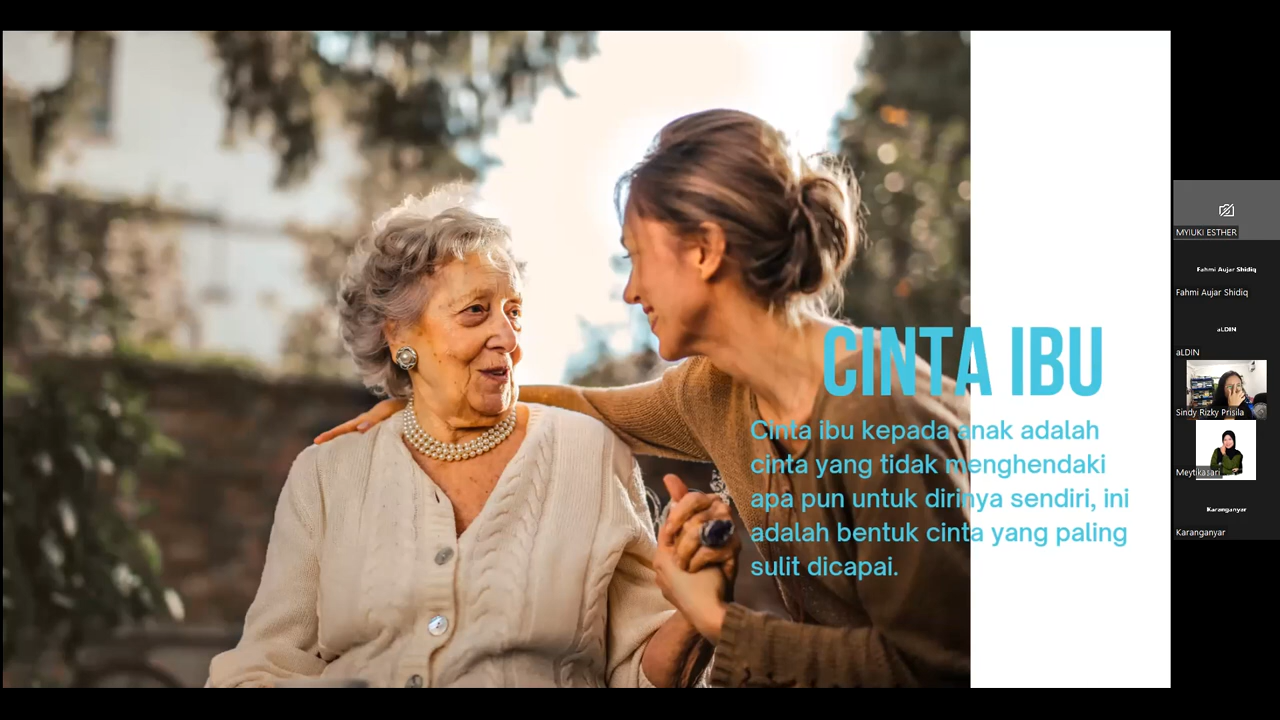 CINTA IBU
Cinta ibu kepada anak adalah
cinta yang tidak menghendaki
apa pun untuk dirinya sendiri, ini
adalah bentuk cinta yang paling
sulit dicapai.
MYIUKI ESTHER
Fahmi Aujar Shidiq
Fahmi Aujar Shidiq
aLDIN
aLDIN
Sindy Rizky Prisila
Meytikasari
Karanganyar
Karanganyar